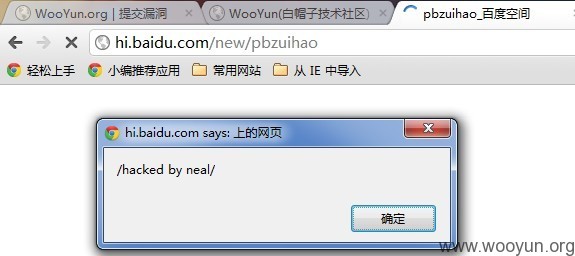 WooYun.org | 提交漏洞
WooYun(白帽子技术社区)
pbzuihao_百度空间
hi.baidu.com/new/pbzuihao
轻松上手
小编推荐应用
常用网站
从 IE 中导入
hi.baidu.com says: 上的网页
/hacked by neal/
确定
www.wooyun.org